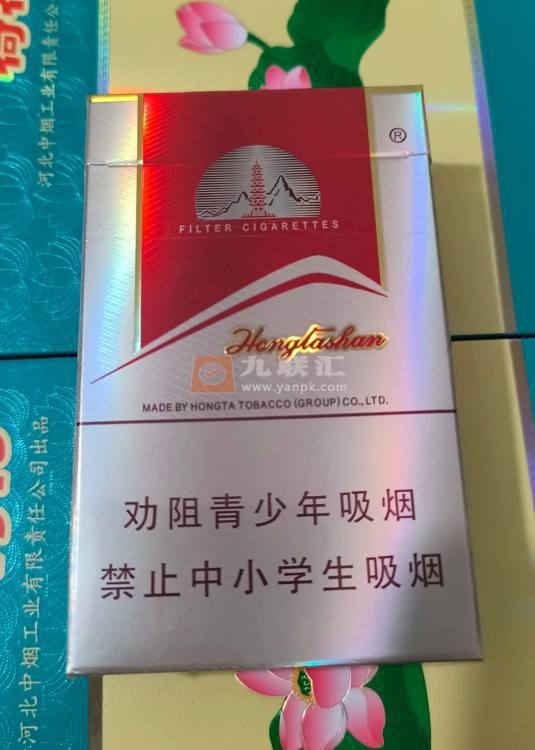 ®
FILTER CIGARETTES
Hongtashan
九联汇
www.yanpk.com
MADE BY HONGTA TOBACCO (GROUP) CO., LTD.
劝阻青少年吸烟
禁止中小学生吸烟
河北中烟工业有限责任公
河北中烟工业有限责任公司出品